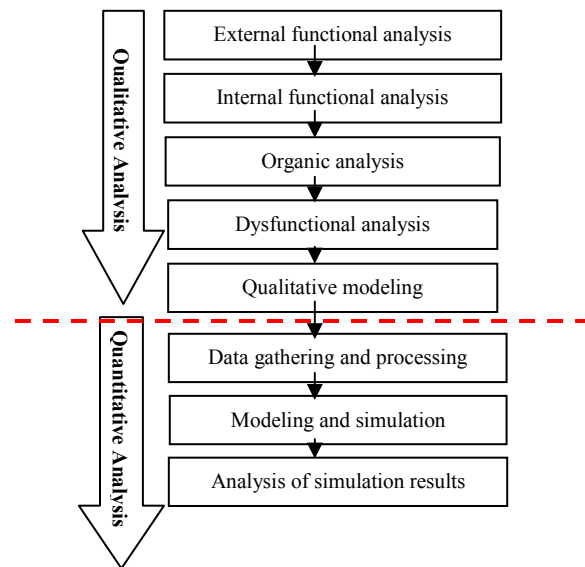 External functional analysis
Internal functional analysis
Organic analysis
Dysfunctional analysis
Qualitative modeling
Qualitative Analysis
Data gathering and processing
Modeling and simulation
Analysis of simulation results
Quantitative Analysis